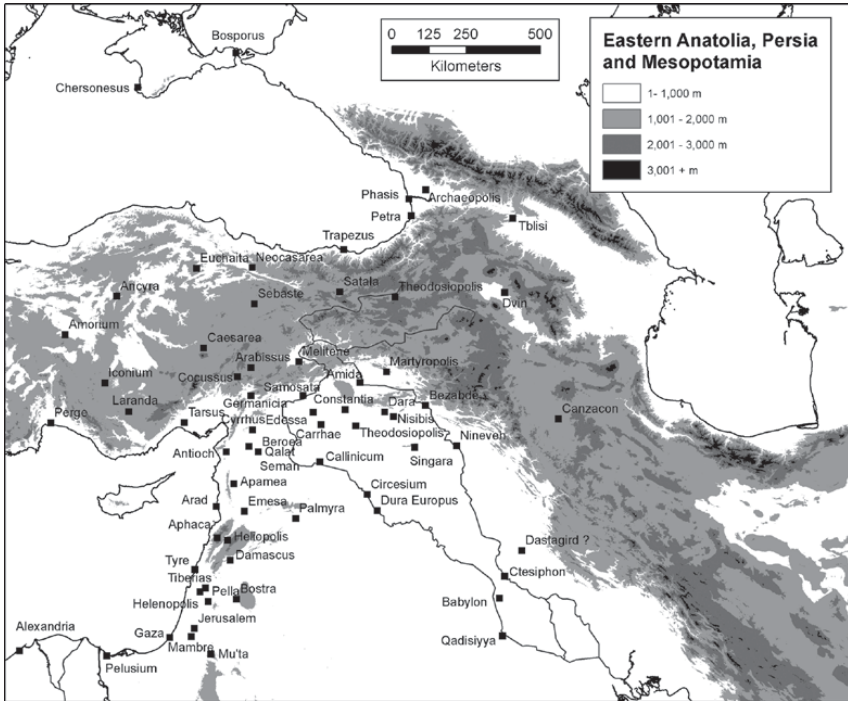 Bosporus
Chersonesus
0 125 250 500
Kilometers
Eastern Anatolia, Persia
and Mesopotamia
1- 1,000 m
1,001 - 2,000 m
2,001 - 3,000 m
3,001 + m
Phasis
Archaeopolis
Petra
Tblisi
Trapezus
Euchaita
Neocasarea
Satala
Theodosiopolis
Ancyra
Sebaste
Dvin
Amorium
Caesarea
Arabissus
Melitene
Martyropolis
Iconium
Cocussus
Amida
Samosata
Laranda
Germanicia
Constantia
Dara
Bezabde
Canzacon
Perge
Tarsus
Cyrrhus
Edessa
Nisibis
Carrhae
Theodosiopolis
Nineveh
Antioch
Beroea
Qalat
Seman
Callinicum
Singara
Apamea
Circesium
Arad
Emesa
Palmyra
Dura Europus
Aphaca
Heliopolis
Dastagird ?
Damascus
Tyre
Ctesiphon
Tiberias
Pella
Bostra
Helenopolis
Babylon
Jerusalem
Alexandria
Gaza
Qadisiyya
Mambre
Pelusium
Mu'ta